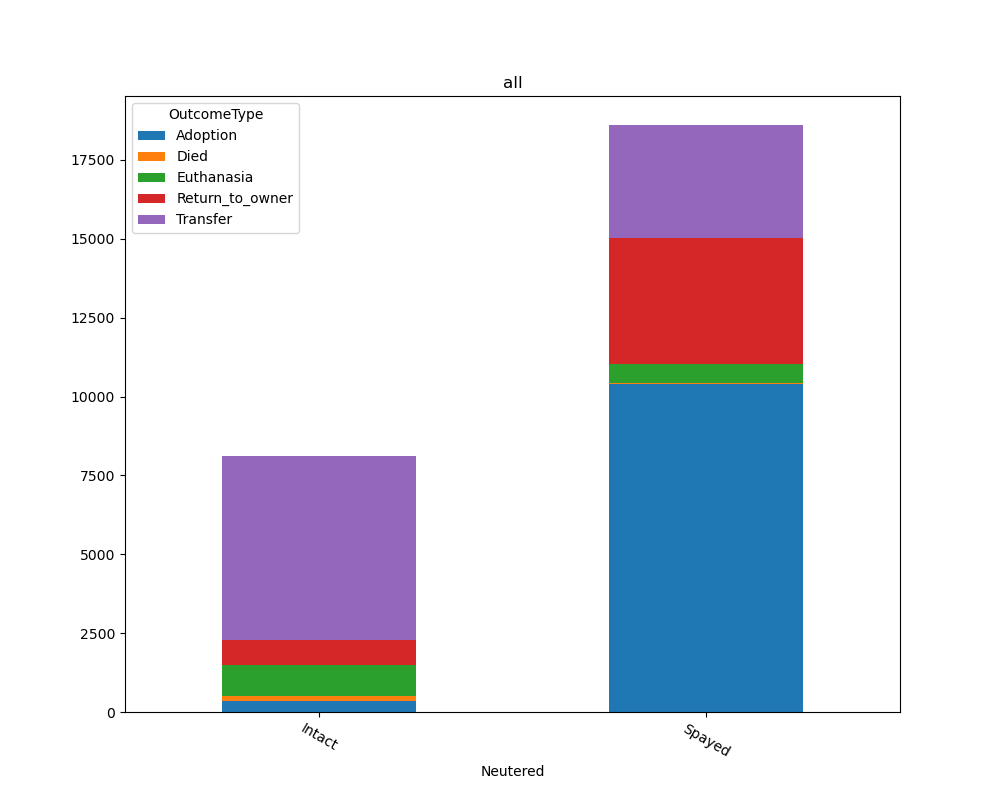 all
OutcomeType
Adoption
Died
Euthanasia
Return_to_owner
Transfer
17500
15000
12500
10000
7500
5000
2500
0
Intact
Spayed
Neutered